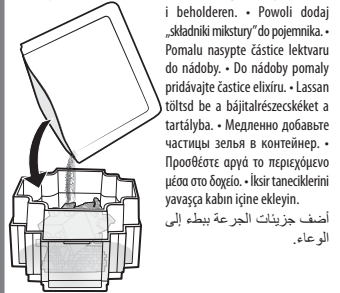 i beholderen. • Powoli dodaj
„składniki mikstury” do pojemnika. •
Pomalu nasypte částice lektvaru
do nádoby. • Do nádoby pomaly
pridávajte častice elixíru. • Lassan
töltsd be a bájitalrészecskéket a
tartályba. • Медленно добавьте
частицы зелья в контейнер. •
Προσθέστε αργά το περιεχόμενο
μέσα στο δοχείο. • İksir taneciklerini
yavaşça kabın içine ekleyin.
أضف جزيئات الجرعة ببطء إلى
الوعاء.